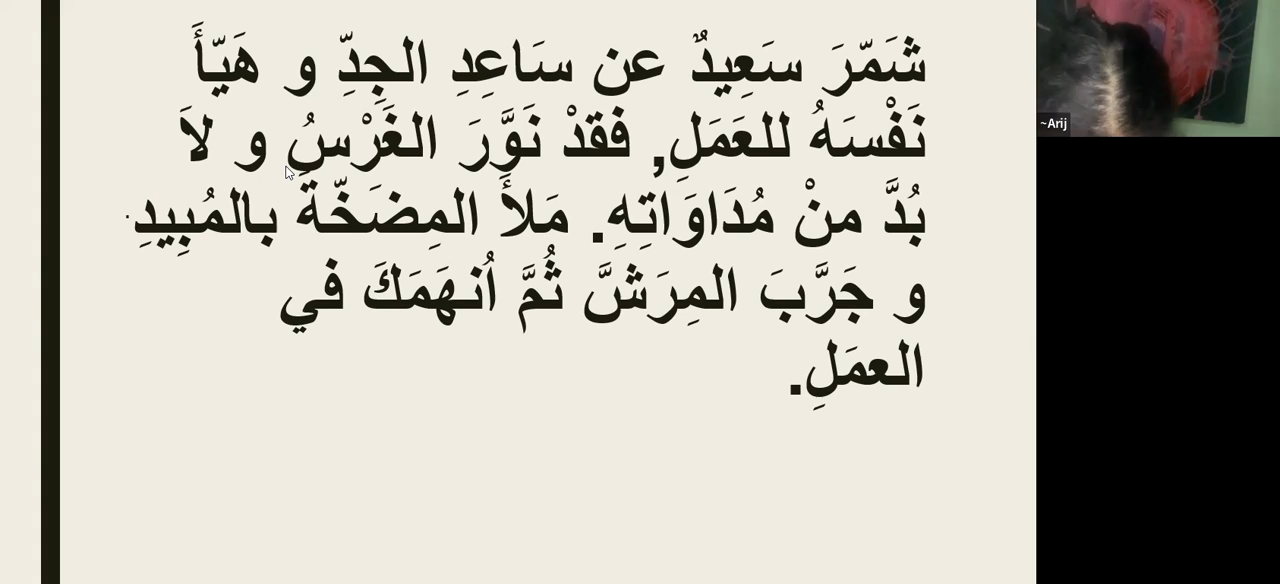 شَمّرَ سَعِيدٌ عن سَاعِدِ الجِدِّ و هَيّأَ
نَفْسَهُ للعَمَلِ, فقدْ نَوَّرَ الغَرْسُ و لاَ
بُدَّ منْ مُدَاوَاتِهِ. مَلأَ المِضَخّةَ بالمُبِيدِ
و جَرَّبَ المِرَشَّ ثُمَّ اُنهَمَكَ في
العمَلِ.
~Arij